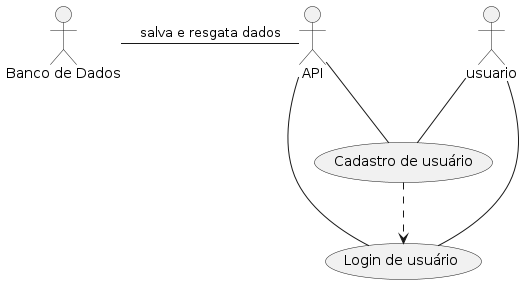 salva e resgata dados
Banco de Dados
API
usuario
Cadastro de usuário
Login de usuário